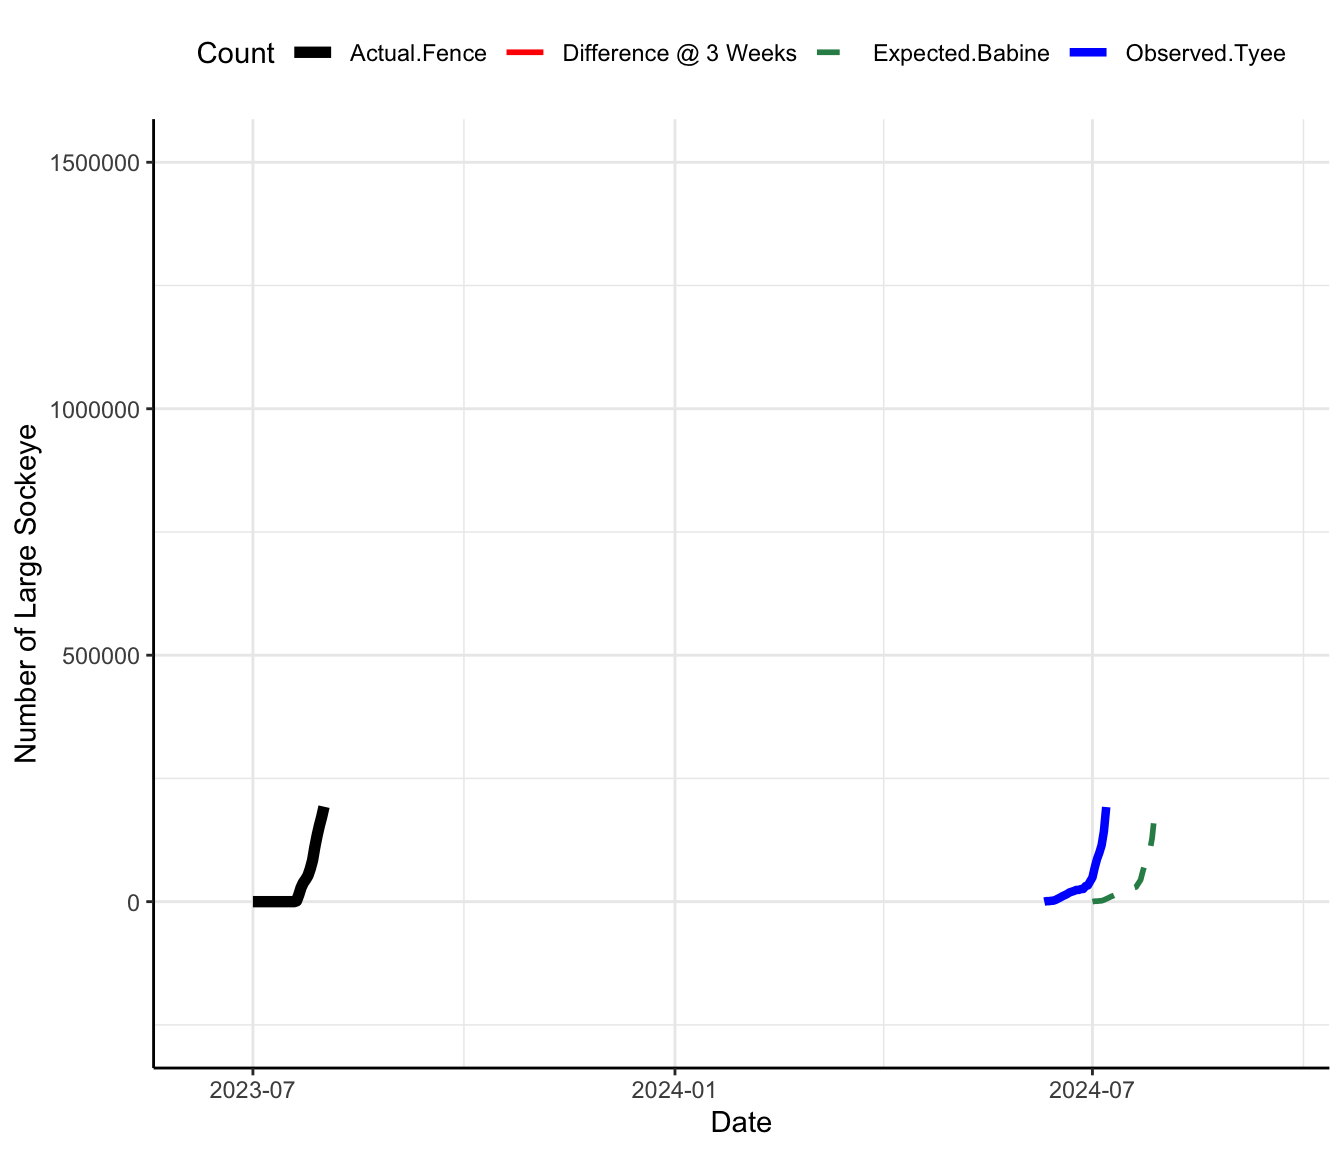 Count Actual.Fence Difference @ 3 Weeks Expected.Babine Observed.Tyee
Number of Large Sockeye
1500000
1000000
500000
0
2023-07 2024-01 2024-07
Date